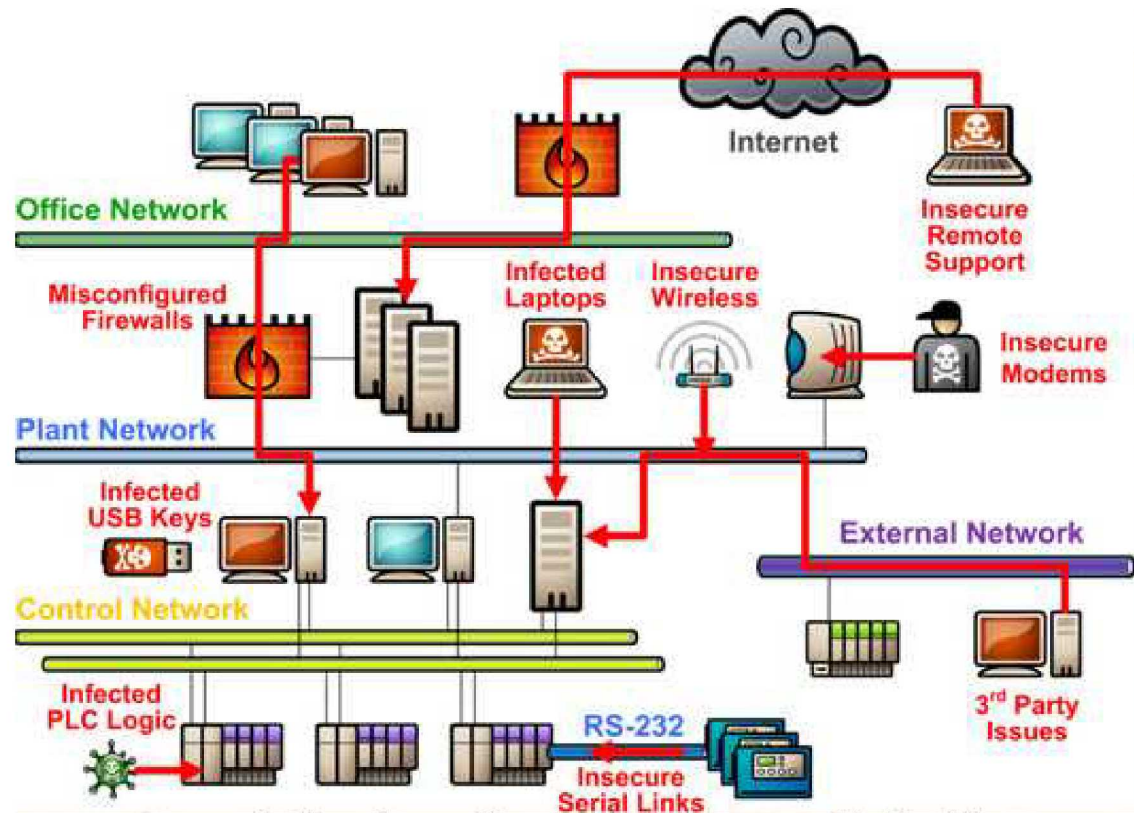 Internet
Office Network
Insecure
Remote
Support
Misconfigured
Firewalls
Infected
Laptops
Insecure
Wireless
Insecure
Modems
Plant Network
Infected
USB Keys
External Network
Control Network
Infected
PLC Logic
RS-232
Insecure
Serial Links
3rd Party
Issues